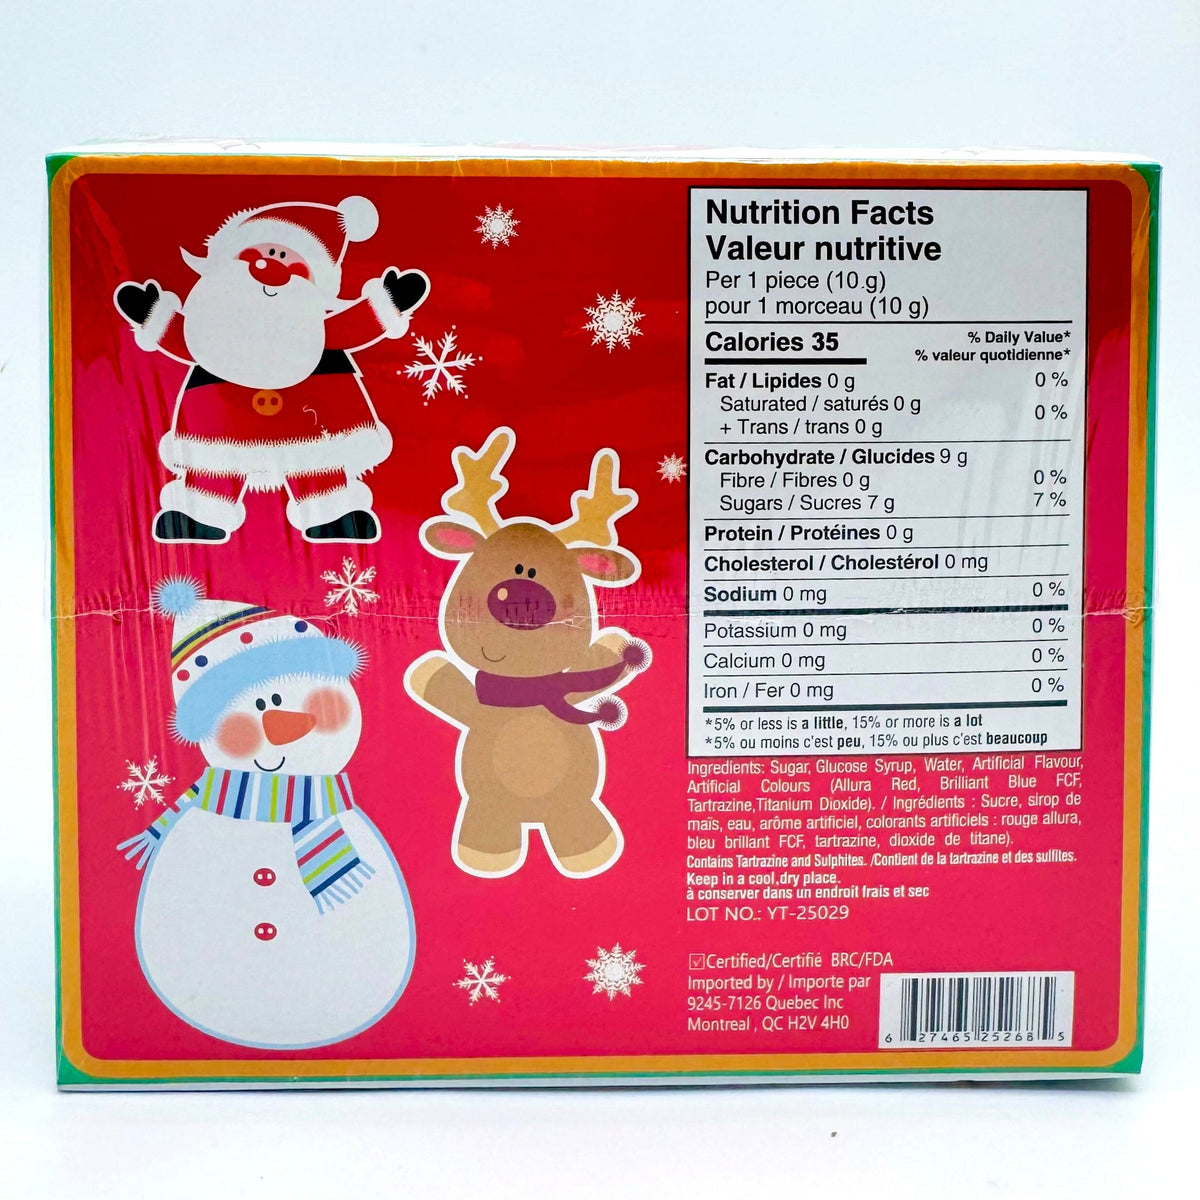 Nutrition Facts
Valeur nutritive
Per 1 piece (10 g)
pour 1 morceau (10 g)
Calories 35
% Daily Value*
% valeur quotidienne*
Fat / Lipides 0 g 0 %
Saturated / saturés 0 g
+ Trans / trans 0 g 0 %
Carbohydrate / Glucides 9 g
Fibre / Fibres 0 g 0 %
Sugars / Sucres 7 g 7 %
Protein / Protéines 0 g
Cholesterol / Cholestérol 0 mg
Sodium 0 mg 0 %
Potassium 0 mg 0 %
Calcium 0 mg 0 %
Iron / Fer 0 mg 0 %
*5% or less is a little, 15% or more is a lot
*5% ou moins c'est peu, 15% ou plus c'est beaucoup
Ingredients: Sugar, Glucose Syrup, Water, Artificial Flavour,
Artificial Colours (Allura Red, Brilliant Blue FCF,
Tartrazine,Titanium Dioxide). / Ingrédients : Sucre, sirop de
maïs, eau, arôme artificiel, colorants artificiels : rouge allura,
bleu brillant FCF, tartrazine, dioxide de titane).
Contains Tartrazine and Sulphites. /Contient de la tartrazine et des sulfites.
Keep in a cool,dry place.
à conserver dans un endroit frais et sec
LOT NO.: YT-25029
☑Certified/Certifié BRC/FDA
Imported by / Importe par
9245-7126 Quebec Inc
Montreal , QC H2V 4H0
6 27465 25268 5